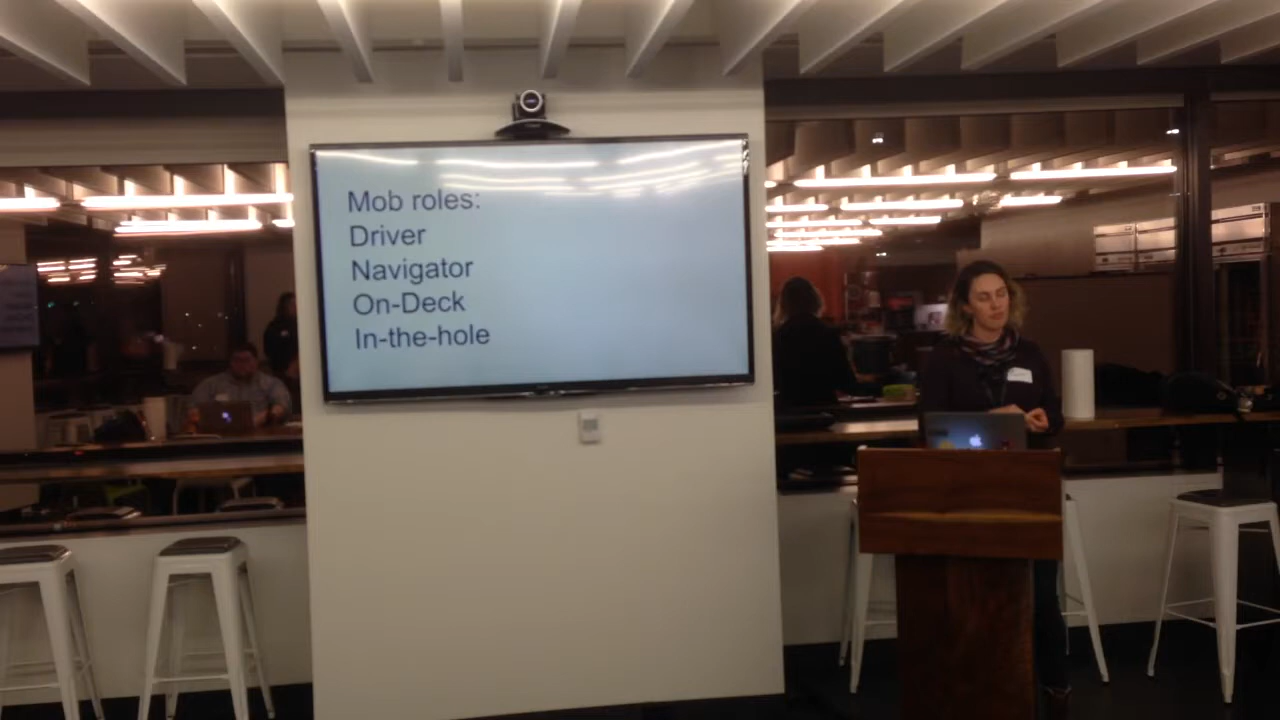 Mob roles:
Driver
Navigator
On-Deck
In-the-hole